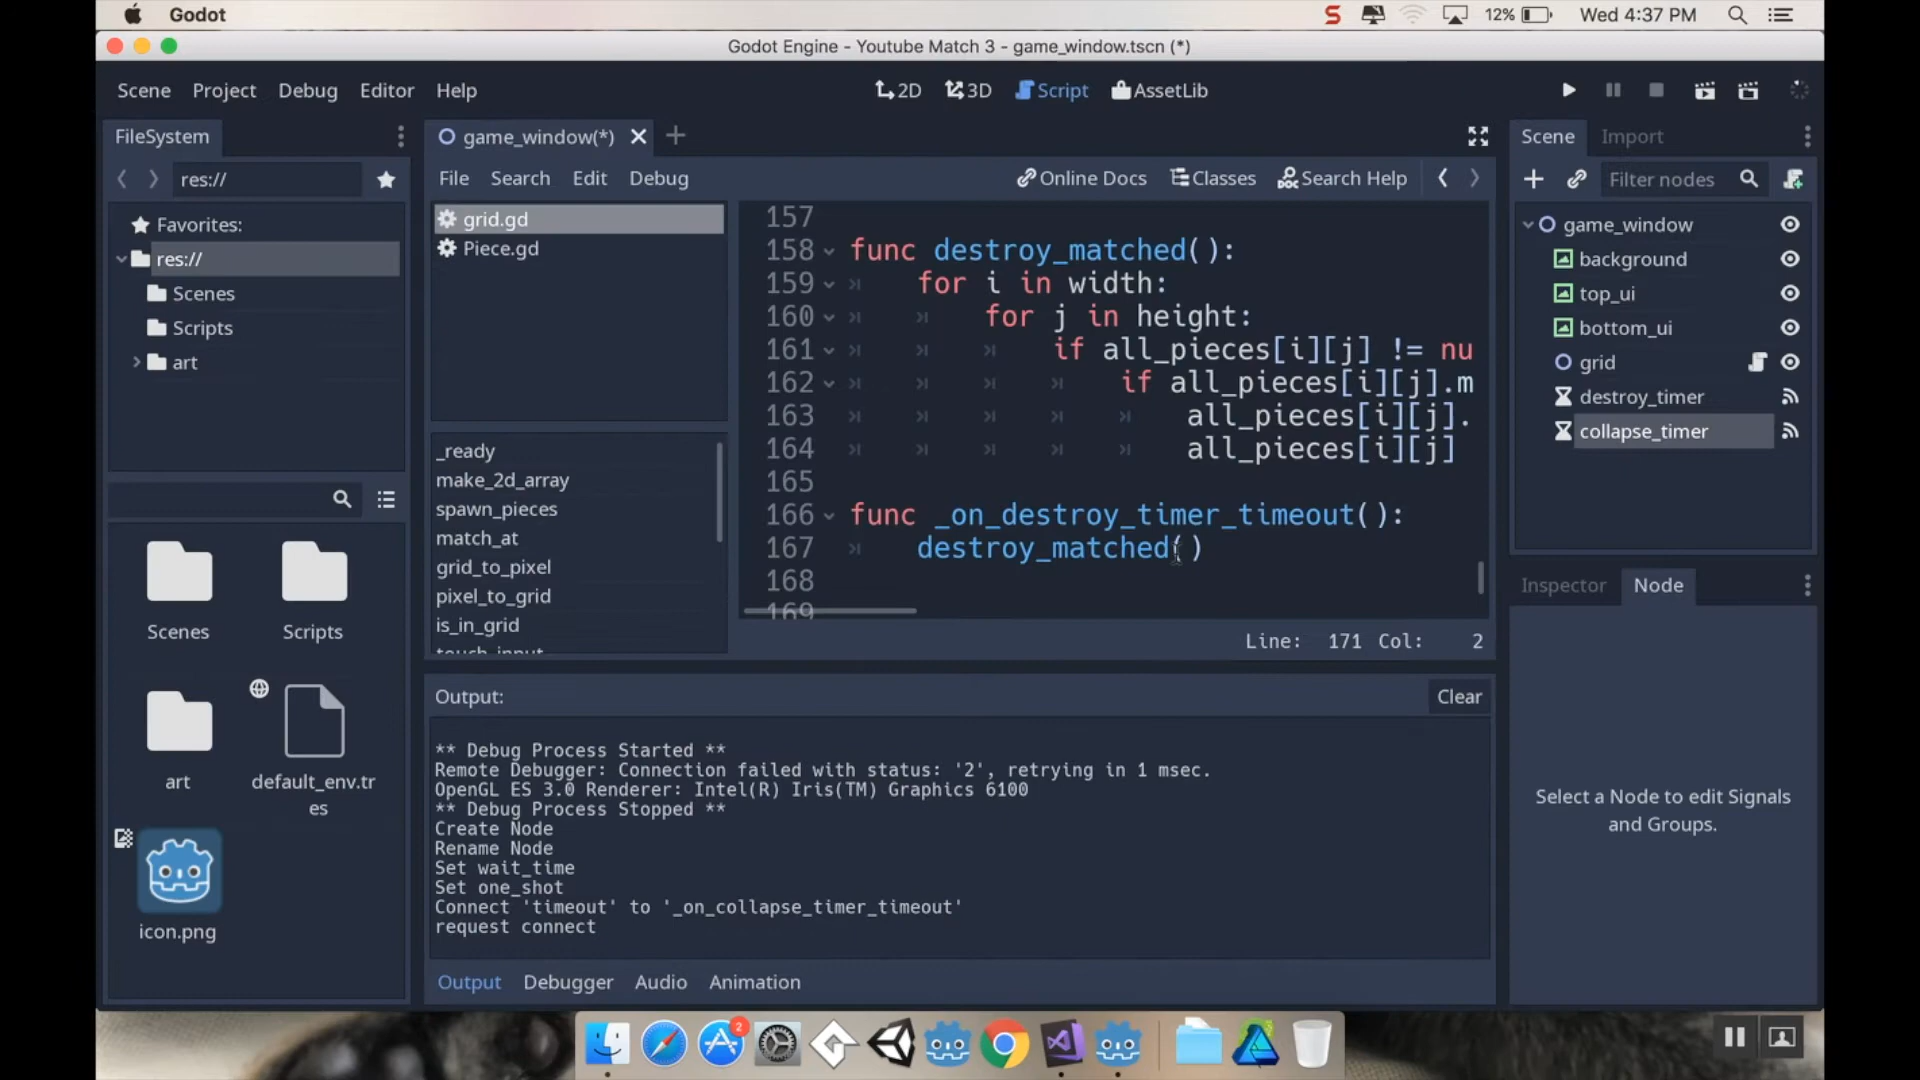 Godot
S
12%
Wed 4:37 PM
Godot Engine - Youtube Match 3 - game_window.tscn (*)
Scene Project Debug Editor Help
2D 3D Script AssetLib
FileSystem
res://
Favorites:
res://
Scenes
Scripts
art
Scenes
Scripts
art
default_env.tr
es
icon.png
game_window(*)
File Search Edit Debug
Online Docs Classes Search Help
grid.gd
Piece.gd
_ready
make_2d_array
spawn_pieces
match_at
grid_to_pixel
pixel_to_grid
is_in_grid
touch_input
157
158 func destroy_matched():
159 for i in width:
160 for j in height:
161 if all_pieces[i][j] != nu
162 if all_pieces[i][j].m
163 all_pieces[i][j].
164 all_pieces[i][j]
165
166 func _on_destroy_timer_timeout():
167 destroy_matched()
168
169
Line: 171 Col: 2
Output:
Clear
** Debug Process Started **
Remote Debugger: Connection failed with status: '2', retrying in 1 msec.
OpenGL ES 3.0 Renderer: Intel(R) Iris(TM) Graphics 6100
** Debug Process Stopped **
Create Node
Rename Node
Set wait_time
Set one_shot
Connect 'timeout' to '_on_collapse_timer_timeout'
request connect
Output Debugger Audio Animation
Scene Import
Filter nodes
game_window
background
top_ui
bottom_ui
grid
destroy_timer
collapse_timer
Inspector Node
Select a Node to edit Signals
and Groups.
2